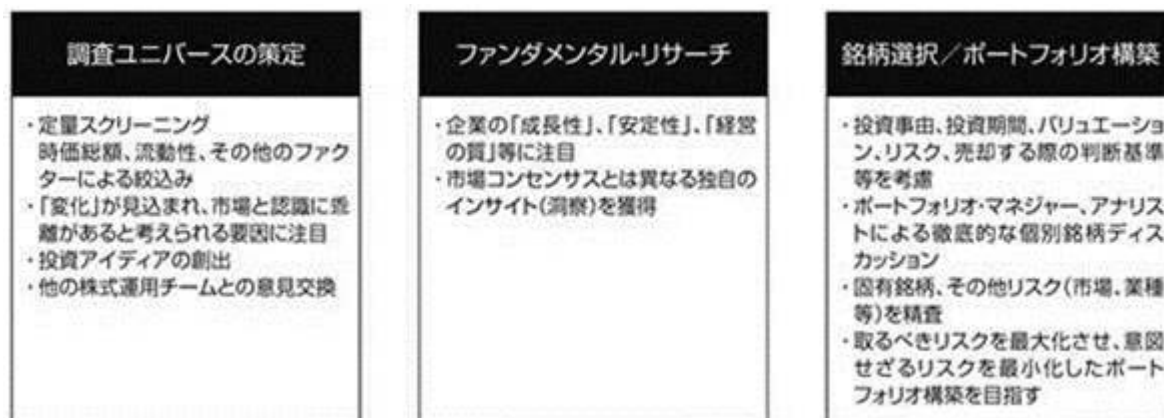 調査ユニバースの策定
・定量スクリーニング
時価総額、流動性、その他のファク
ターによる絞込み
・「変化」が見込まれ、市場と認識に乖
離があると考えられる要因に注目
・投資アイディアの創出
・他の株式運用チームとの意見交換
ファンダメンタル・リサーチ
・企業の「成長性」、「安定性」、「経営
の質」等に注目
・市場コンセンサスとは異なる独自の
インサイト(洞察)を獲得
銘柄選択／ポートフォリオ構築
・投資事由、投資期間、バリュエーショ
ン、リスク、売却する際の判断基準
等を考慮
・ポートフォリオ・マネジャー、アナリス
トによる徹底的な個別銘柄ディス
カッション
・固有銘柄、その他リスク(市場、業種
等)を精査
・取るべきリスクを最大化させ、意図
せざるリスクを最小化したポート
フォリオ構築を目指す